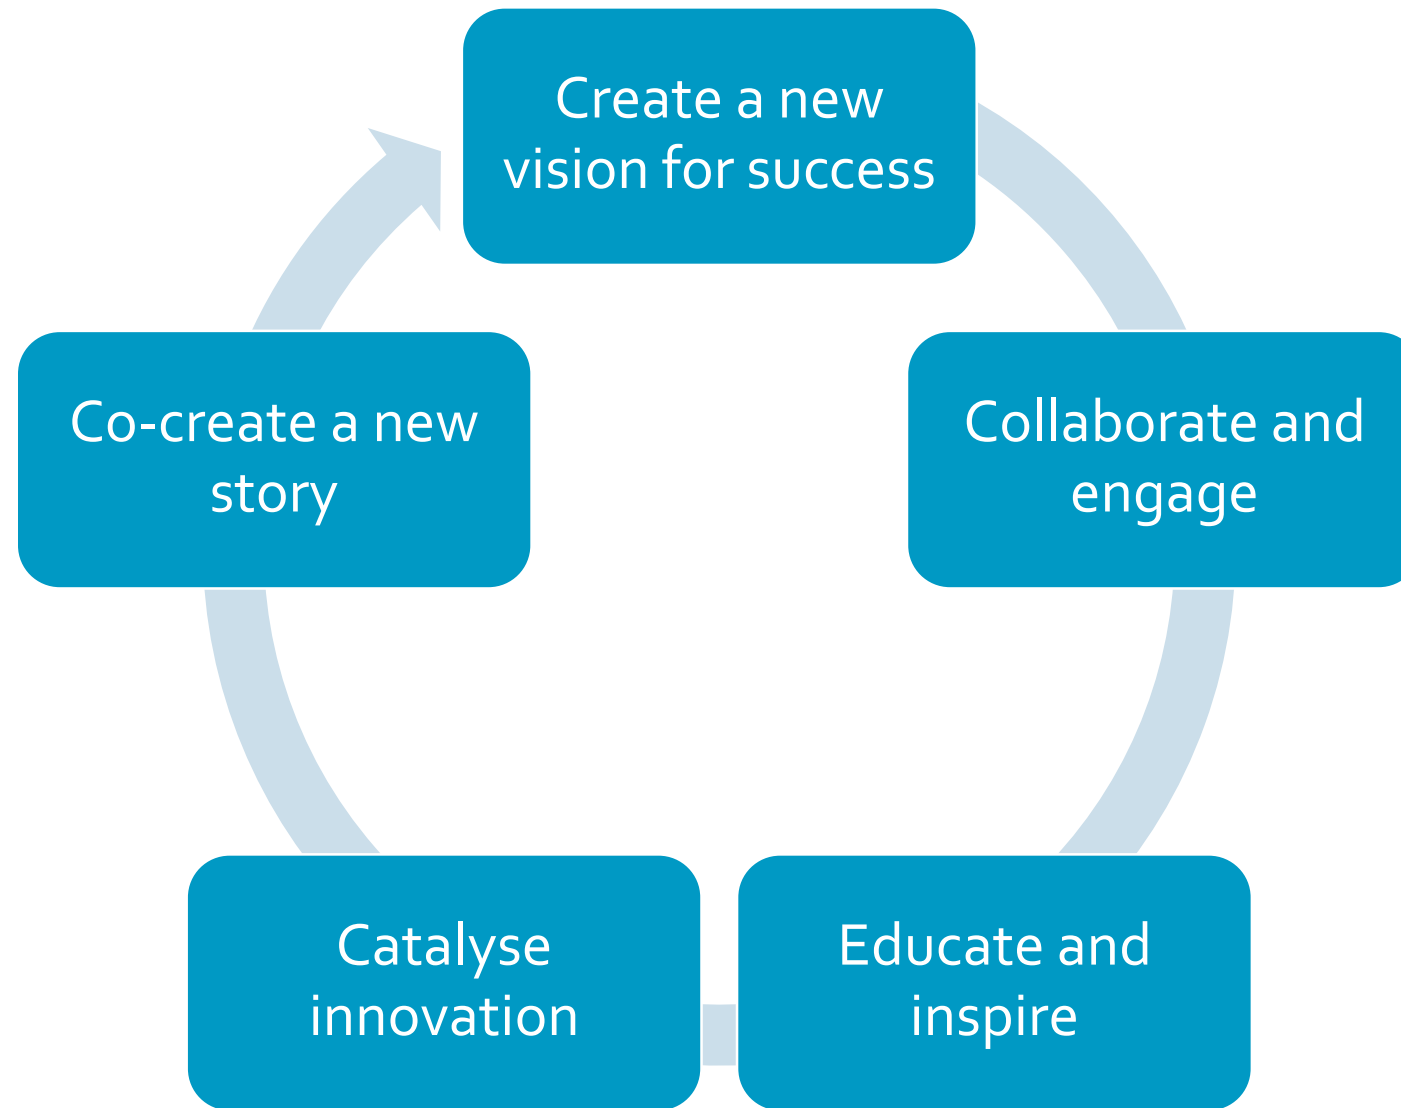 Create a new
vision for success
Collaborate and
engage
Educate and
inspire
Catalyse
innovation
Co-create a new
story